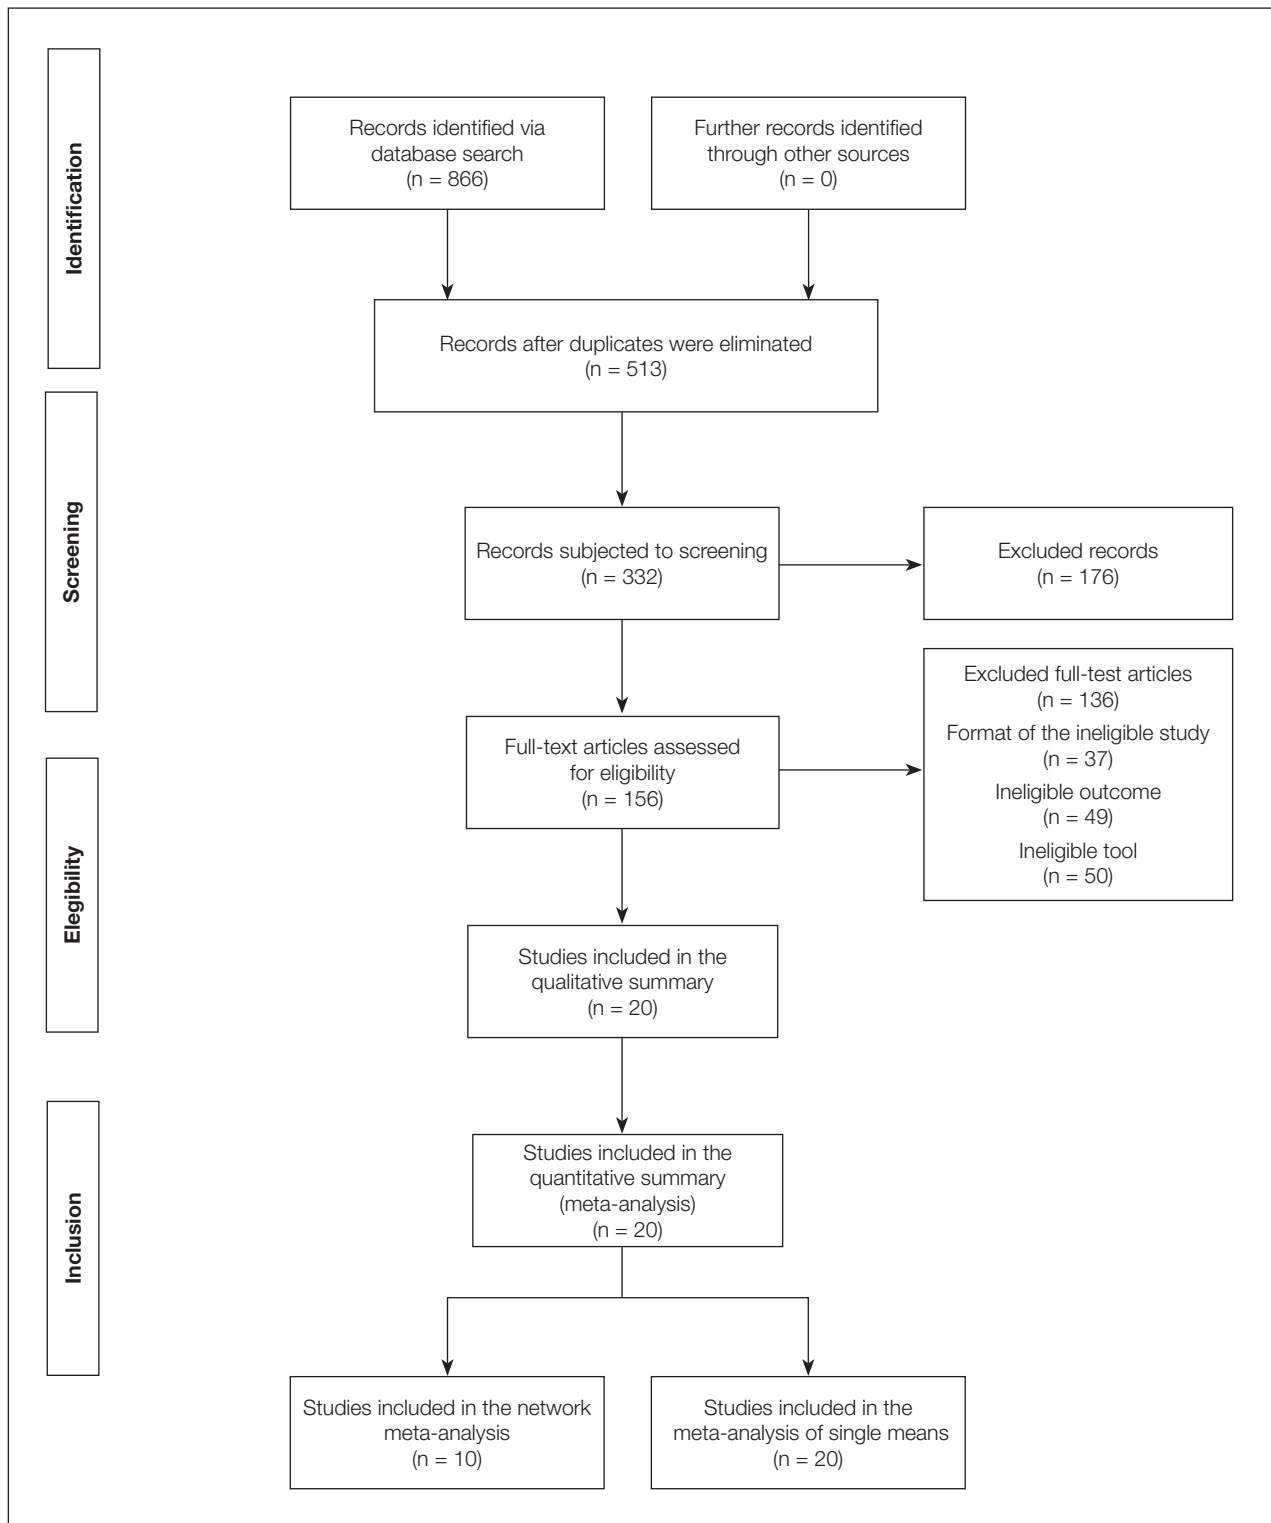 Identification
Records identified via
database search
(n = 866)
Further records identified
through other sources
(n = 0)
Records after duplicates were eliminated
(n = 513)
Screening
Records subjected to screening
(n = 332)
Excluded records
(n = 176)
Elegibility
Full-text articles assessed
for eligibility
(n = 156)
Excluded full-test articles
(n = 136)
Format of the ineligible study
(n = 37)
Ineligible outcome
(n = 49)
Ineligible tool
(n = 50)
Studies included in the
qualitative summary
(n = 20)
Inclusion
Studies included in the
quantitative summary
(meta-analysis)
(n = 20)
Studies included in the network
meta-analysis
(n = 10)
Studies included in the
meta-analysis of single means
(n = 20)